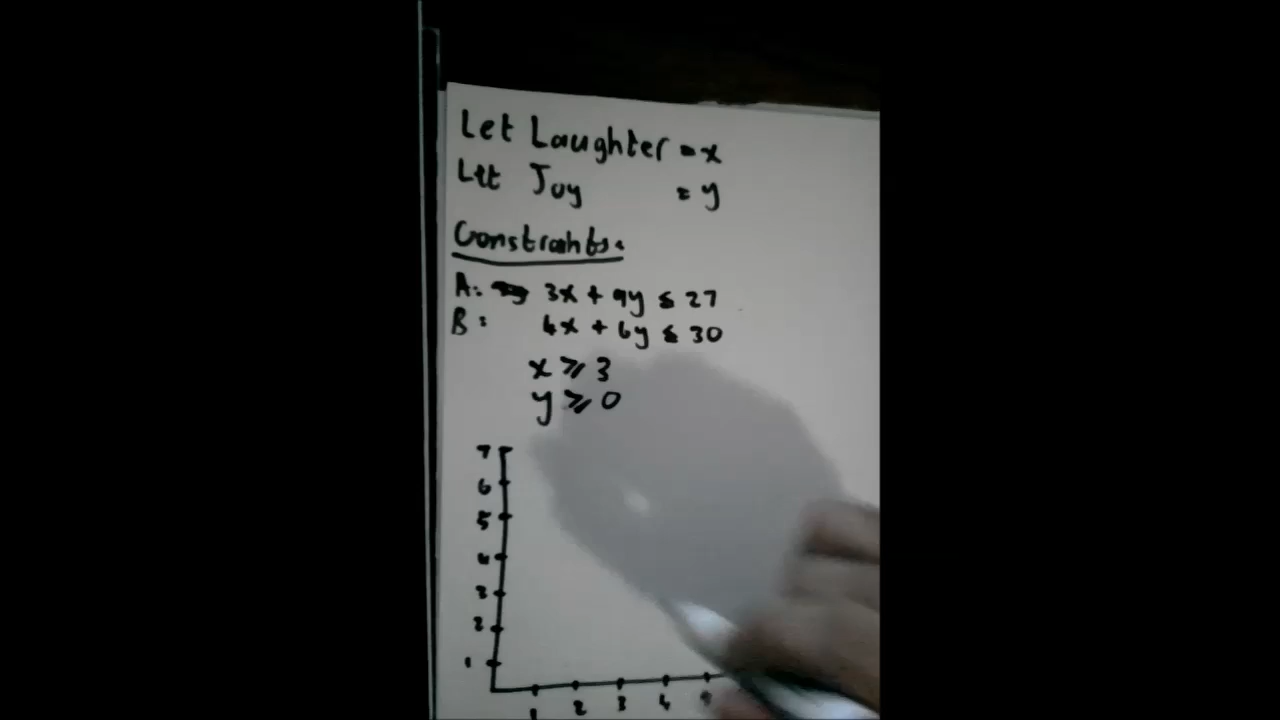 Let Laughter = x
Let Joy = y
Constraints:
A: 3x + 9y ≤ 27
B: 4x + 6y ≤ 30
x ≥ 3
y ≥ 0
7
6
5
4
3
2
1
1 2 3 4